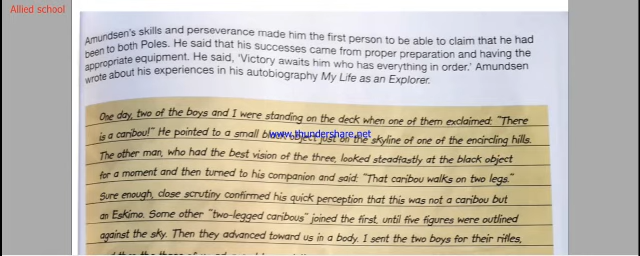 Allied school
Amundsen's skills and perseverance made him the first person to be able to claim that he had
been to both Poles. He said that his successes came from proper preparation and having the
appropriate equipment. He said, 'Victory awaits him who has everything in order.' Amundsen
wrote about his experiences in his autobiography My Life as an Explorer.
One day, two of the boys and I were standing on the deck when one of them exclaimed: "There
is a caribou!" He pointed to a small black object just on the skyline of one of the encircling hills.
www.thundershare.net
The other man, who had the best vision of the three, looked steadfastly at the black object
for a moment and then turned to his companion and said: "That caribou walks on two legs."
Sure enough, close scrutiny confirmed his quick perception that this was not a caribou but
an Eskimo. Some other "two-legged caribous" joined the first, until five figures were outlined
against the sky. Then they advanced toward us in a body. I sent the two boys for their rifles,